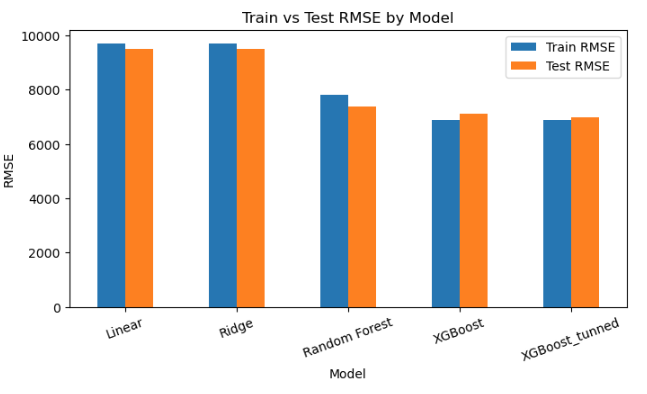 Train vs Test RMSE by Model
10000
8000
6000
4000
2000
0
RMSE
Train RMSE
Test RMSE
Linear
Ridge
Random Forest
XGBoost
XGBoost_tunned
Model